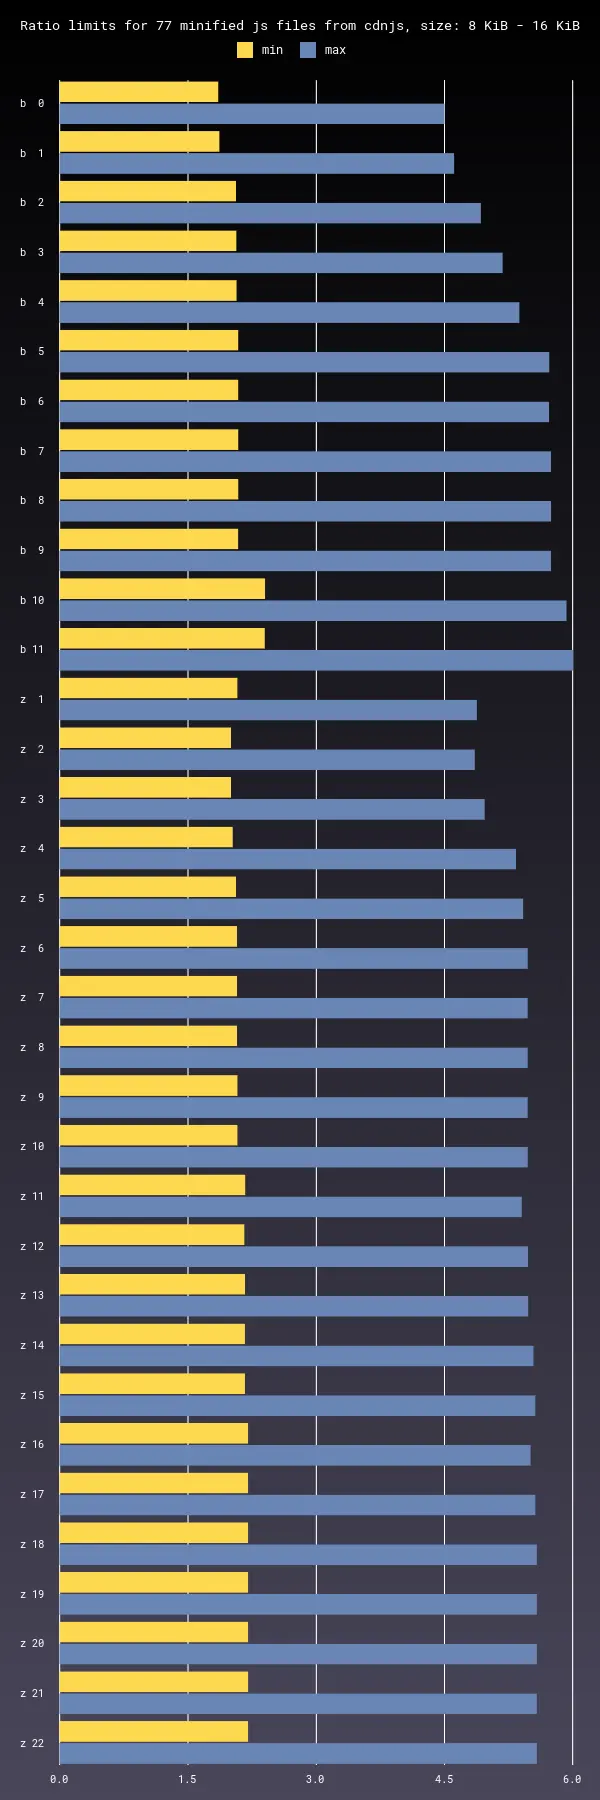 Ratio limits for 77 minified js files from cdnjs, size: 8 KiB - 16 KiB
min max
b 0
b 1
b 2
b 3
b 4
b 5
b 6
b 7
b 8
b 9
b 10
b 11
z 1
z 2
z 3
z 4
z 5
z 6
z 7
z 8
z 9
z 10
z 11
z 12
z 13
z 14
z 15
z 16
z 17
z 18
z 19
z 20
z 21
z 22
0.0 1.5 3.0 4.5 6.0